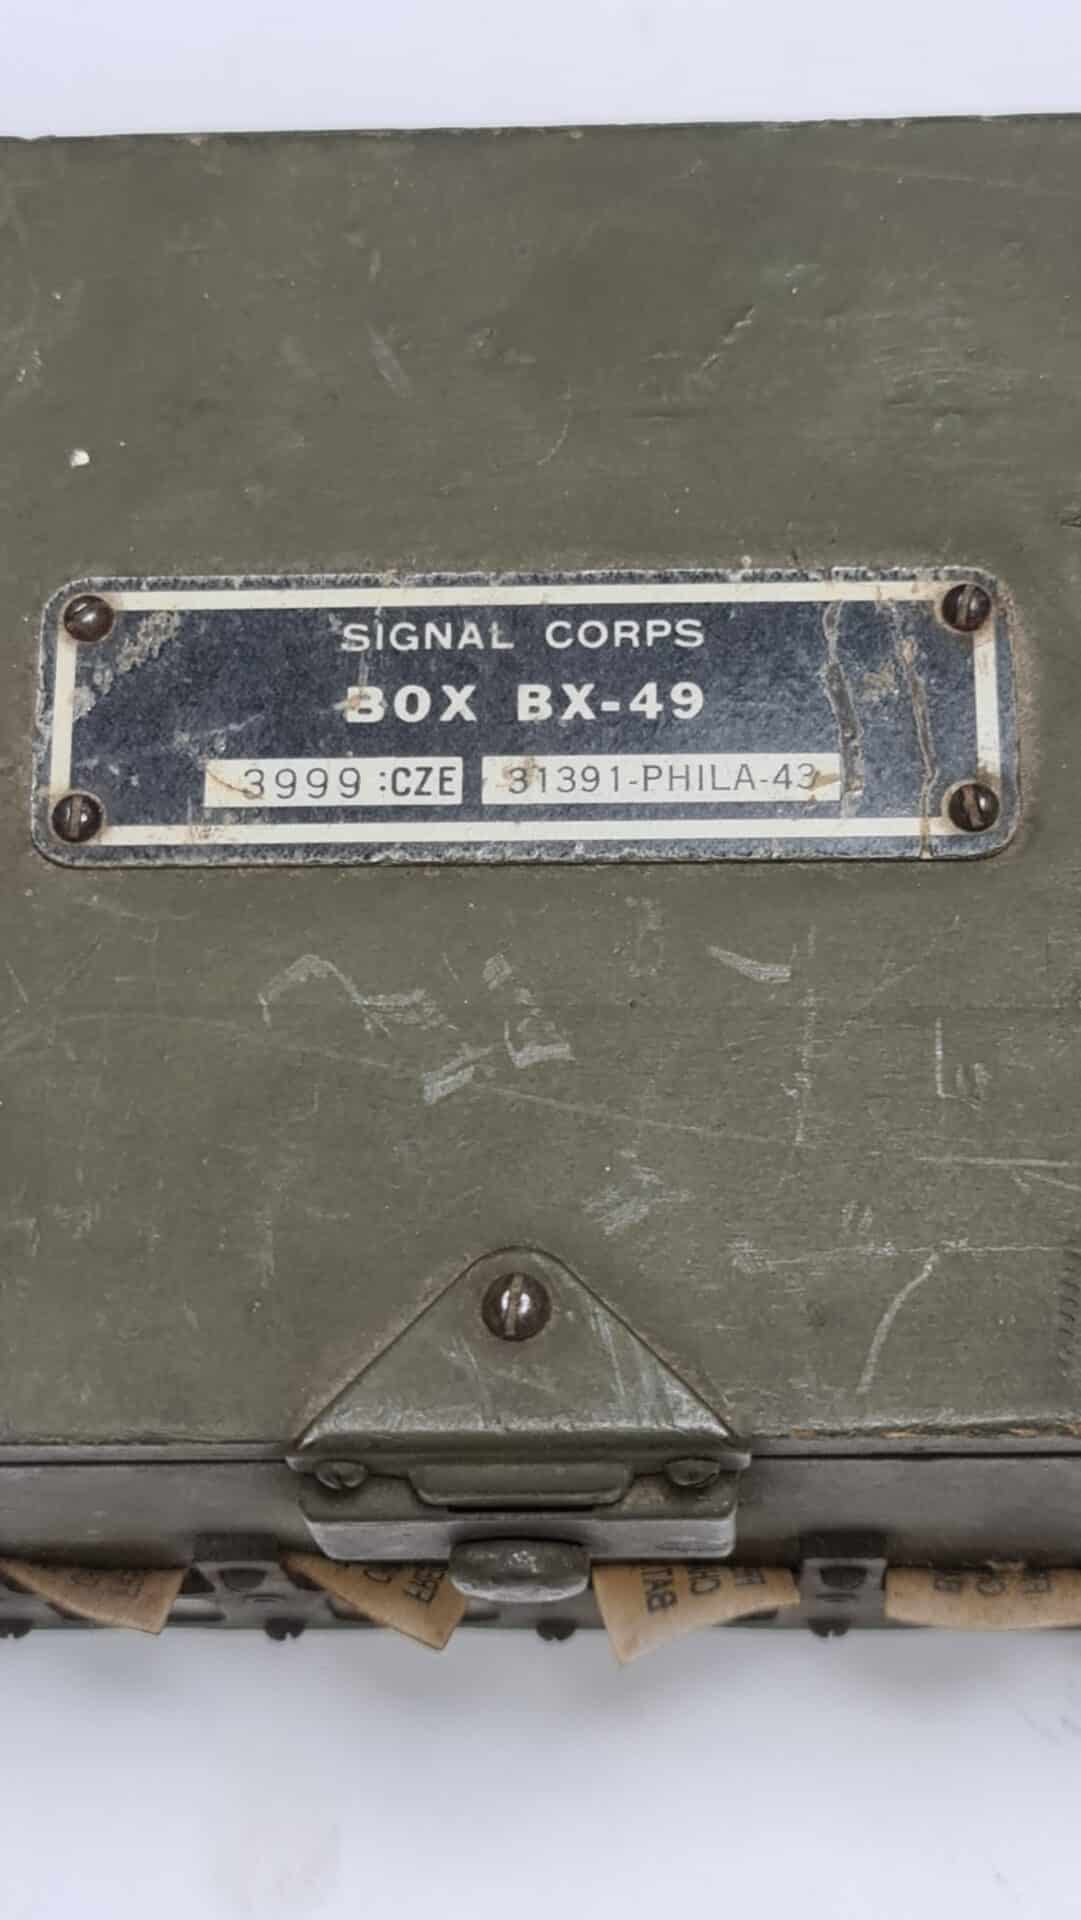 SIGNAL CORPS
BOX BX-49
3999 :CZE 31391-PHILA-43